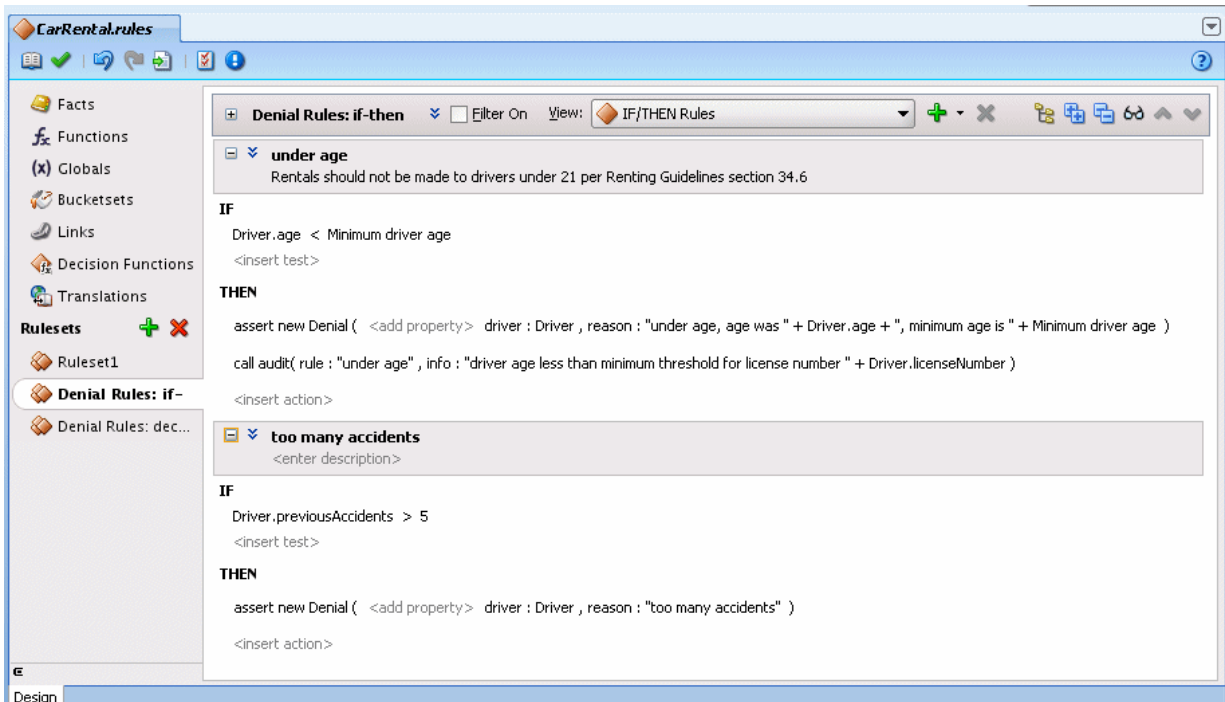 CarRental.rules
Facts
Functions
(x) Globals
Bucketsets
Links
Decision Functions
Translations
Rulesets
Ruleset1
Denial Rules: if-
Denial Rules: dec...
Denial Rules: if-then Filter On View: IF/THEN Rules
under age
Rentals should not be made to drivers under 21 per Renting Guidelines section 34.6
IF
Driver.age < Minimum driver age
<insert test>
THEN
assert new Denial ( <add property> driver : Driver , reason : "under age, age was " + Driver.age + ", minimum age is " + Minimum driver age )
call audit( rule : "under age" , info : "driver age less than minimum threshold for license number " + Driver.licenseNumber )
<insert action>
too many accidents
<enter description>
IF
Driver.previousAccidents > 5
<insert test>
THEN
assert new Denial ( <add property> driver : Driver , reason : "too many accidents" )
<insert action>
Design